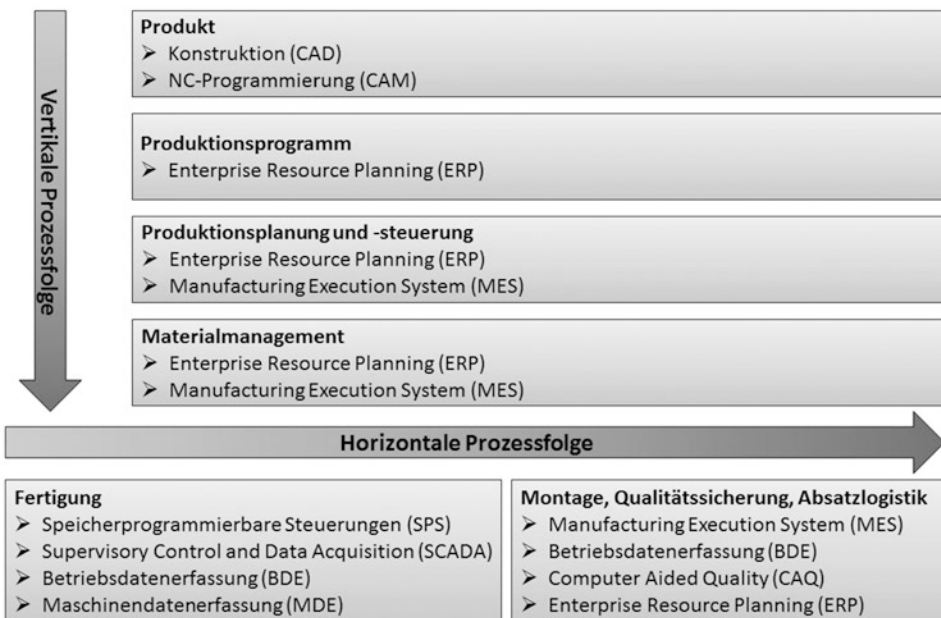 Vertikale Prozessfolge
Produkt
➤ Konstruktion (CAD)
➤ NC-Programmierung (CAM)
Produktionsprogramm
➤ Enterprise Resource Planning (ERP)
Produktionsplanung und -steuerung
➤ Enterprise Resource Planning (ERP)
➤ Manufacturing Execution System (MES)
Materialmanagement
➤ Enterprise Resource Planning (ERP)
➤ Manufacturing Execution System (MES)
Horizontale Prozessfolge
Fertigung
➤ Speicherprogrammierbare Steuerungen (SPS)
➤ Supervisory Control and Data Acquisition (SCADA)
➤ Betriebsdatenerfassung (BDE)
➤ Maschinendatenerfassung (MDE)
Montage, Qualitätssicherung, Absatzlogistik
➤ Manufacturing Execution System (MES)
➤ Betriebsdatenerfassung (BDE)
➤ Computer Aided Quality (CAQ)
➤ Enterprise Resource Planning (ERP)